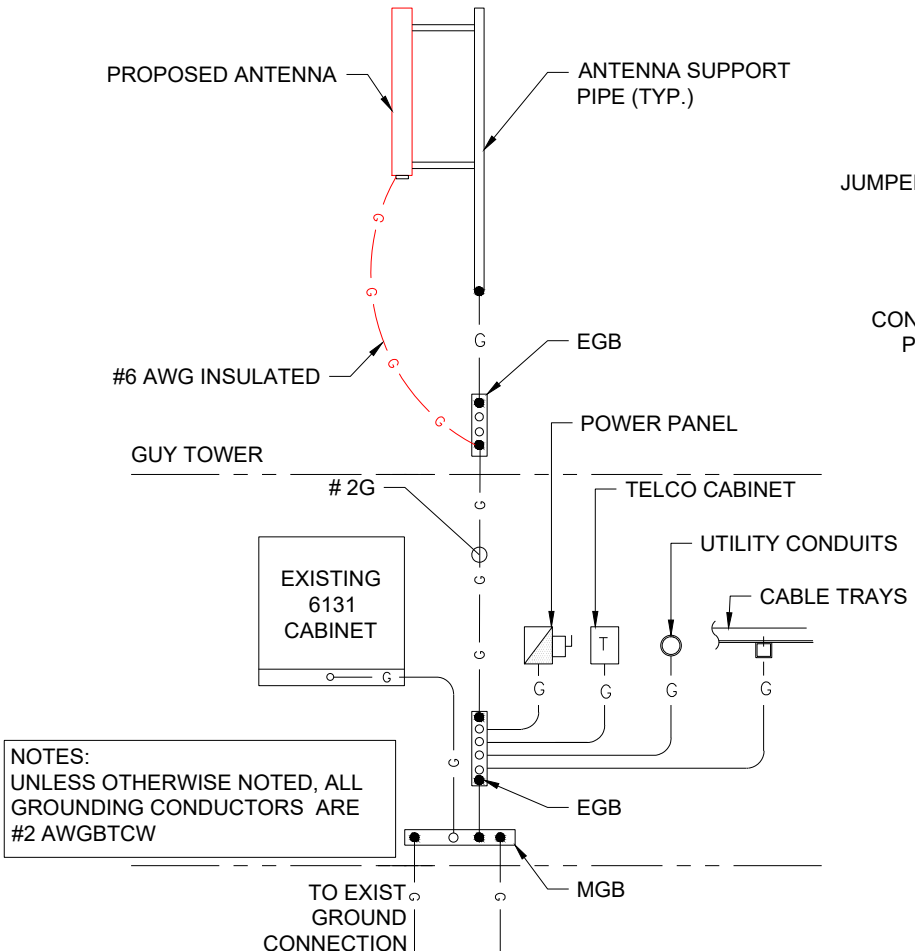 PROPOSED ANTENNA
ANTENNA SUPPORT
PIPE (TYP.)
JUMPE
G
G
G
G
CON
P
G
EGB
#6 AWG INSULATED
G
POWER PANEL
GUY TOWER
# 2G
TELCO CABINET
G
UTILITY CONDUITS
EXISTING
6131
CABINET
G
CABLE TRAYS
T
G
G
G
G
G
G
G
NOTES:
UNLESS OTHERWISE NOTED, ALL
GROUNDING CONDUCTORS ARE
#2 AWGBTCW
EGB
MGB
TO EXIST
GROUND
CONNECTION
G
G